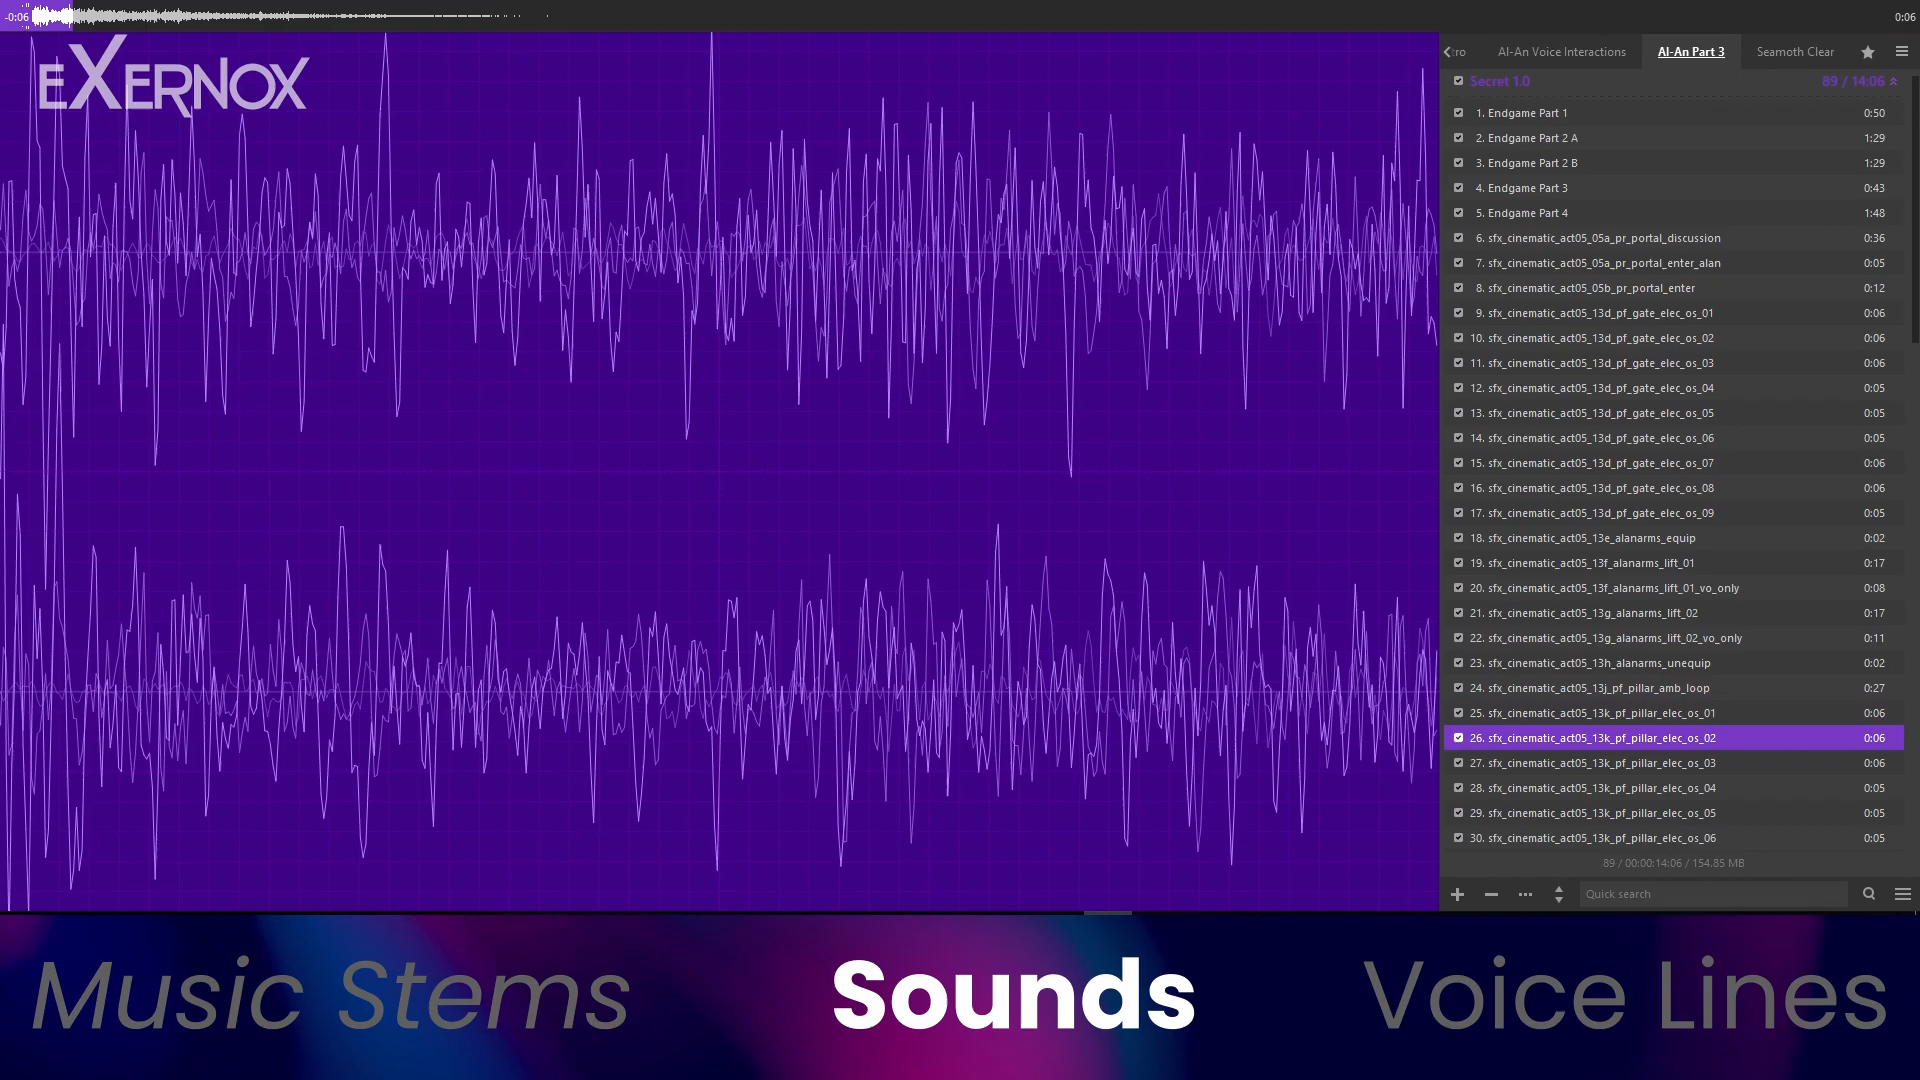 -0:06
0:06
eXERNOX
tro
Al-An Voice Interactions
Al-An Part 3
Seamoth Clear
Secret 1.0
89 / 14:06
1. Endgame Part 1 0:50
2. Endgame Part 2 A 1:29
3. Endgame Part 2 B 1:29
4. Endgame Part 3 0:43
5. Endgame Part 4 1:48
6. sfx_cinematic_act05_05a_pr_portal_discussion 0:36
7. sfx_cinematic_act05_05a_pr_portal_enter_alan 0:05
8. sfx_cinematic_act05_05b_pr_portal_enter 0:12
9. sfx_cinematic_act05_13d_pf_gate_elec_os_01 0:06
10. sfx_cinematic_act05_13d_pf_gate_elec_os_02 0:06
11. sfx_cinematic_act05_13d_pf_gate_elec_os_03 0:06
12. sfx_cinematic_act05_13d_pf_gate_elec_os_04 0:05
13. sfx_cinematic_act05_13d_pf_gate_elec_os_05 0:05
14. sfx_cinematic_act05_13d_pf_gate_elec_os_06 0:05
15. sfx_cinematic_act05_13d_pf_gate_elec_os_07 0:06
16. sfx_cinematic_act05_13d_pf_gate_elec_os_08 0:06
17. sfx_cinematic_act05_13d_pf_gate_elec_os_09 0:05
18. sfx_cinematic_act05_13e_alanarms_equip 0:02
19. sfx_cinematic_act05_13f_alanarms_lift_01 0:17
20. sfx_cinematic_act05_13f_alanarms_lift_01_vo_only 0:08
21. sfx_cinematic_act05_13g_alanarms_lift_02 0:17
22. sfx_cinematic_act05_13g_alanarms_lift_02_vo_only 0:11
23. sfx_cinematic_act05_13h_alanarms_unequip 0:02
24. sfx_cinematic_act05_13j_pf_pillar_amb_loop 0:27
25. sfx_cinematic_act05_13k_pf_pillar_elec_os_01 0:06
26. sfx_cinematic_act05_13k_pf_pillar_elec_os_02 0:06
27. sfx_cinematic_act05_13k_pf_pillar_elec_os_03 0:06
28. sfx_cinematic_act05_13k_pf_pillar_elec_os_04 0:05
29. sfx_cinematic_act05_13k_pf_pillar_elec_os_05 0:05
30. sfx_cinematic_act05_13k_pf_pillar_elec_os_06 0:05
89 / 00:00:14:06 / 154.85 MB
Quick search
Music Stems
Sounds
Voice Lines